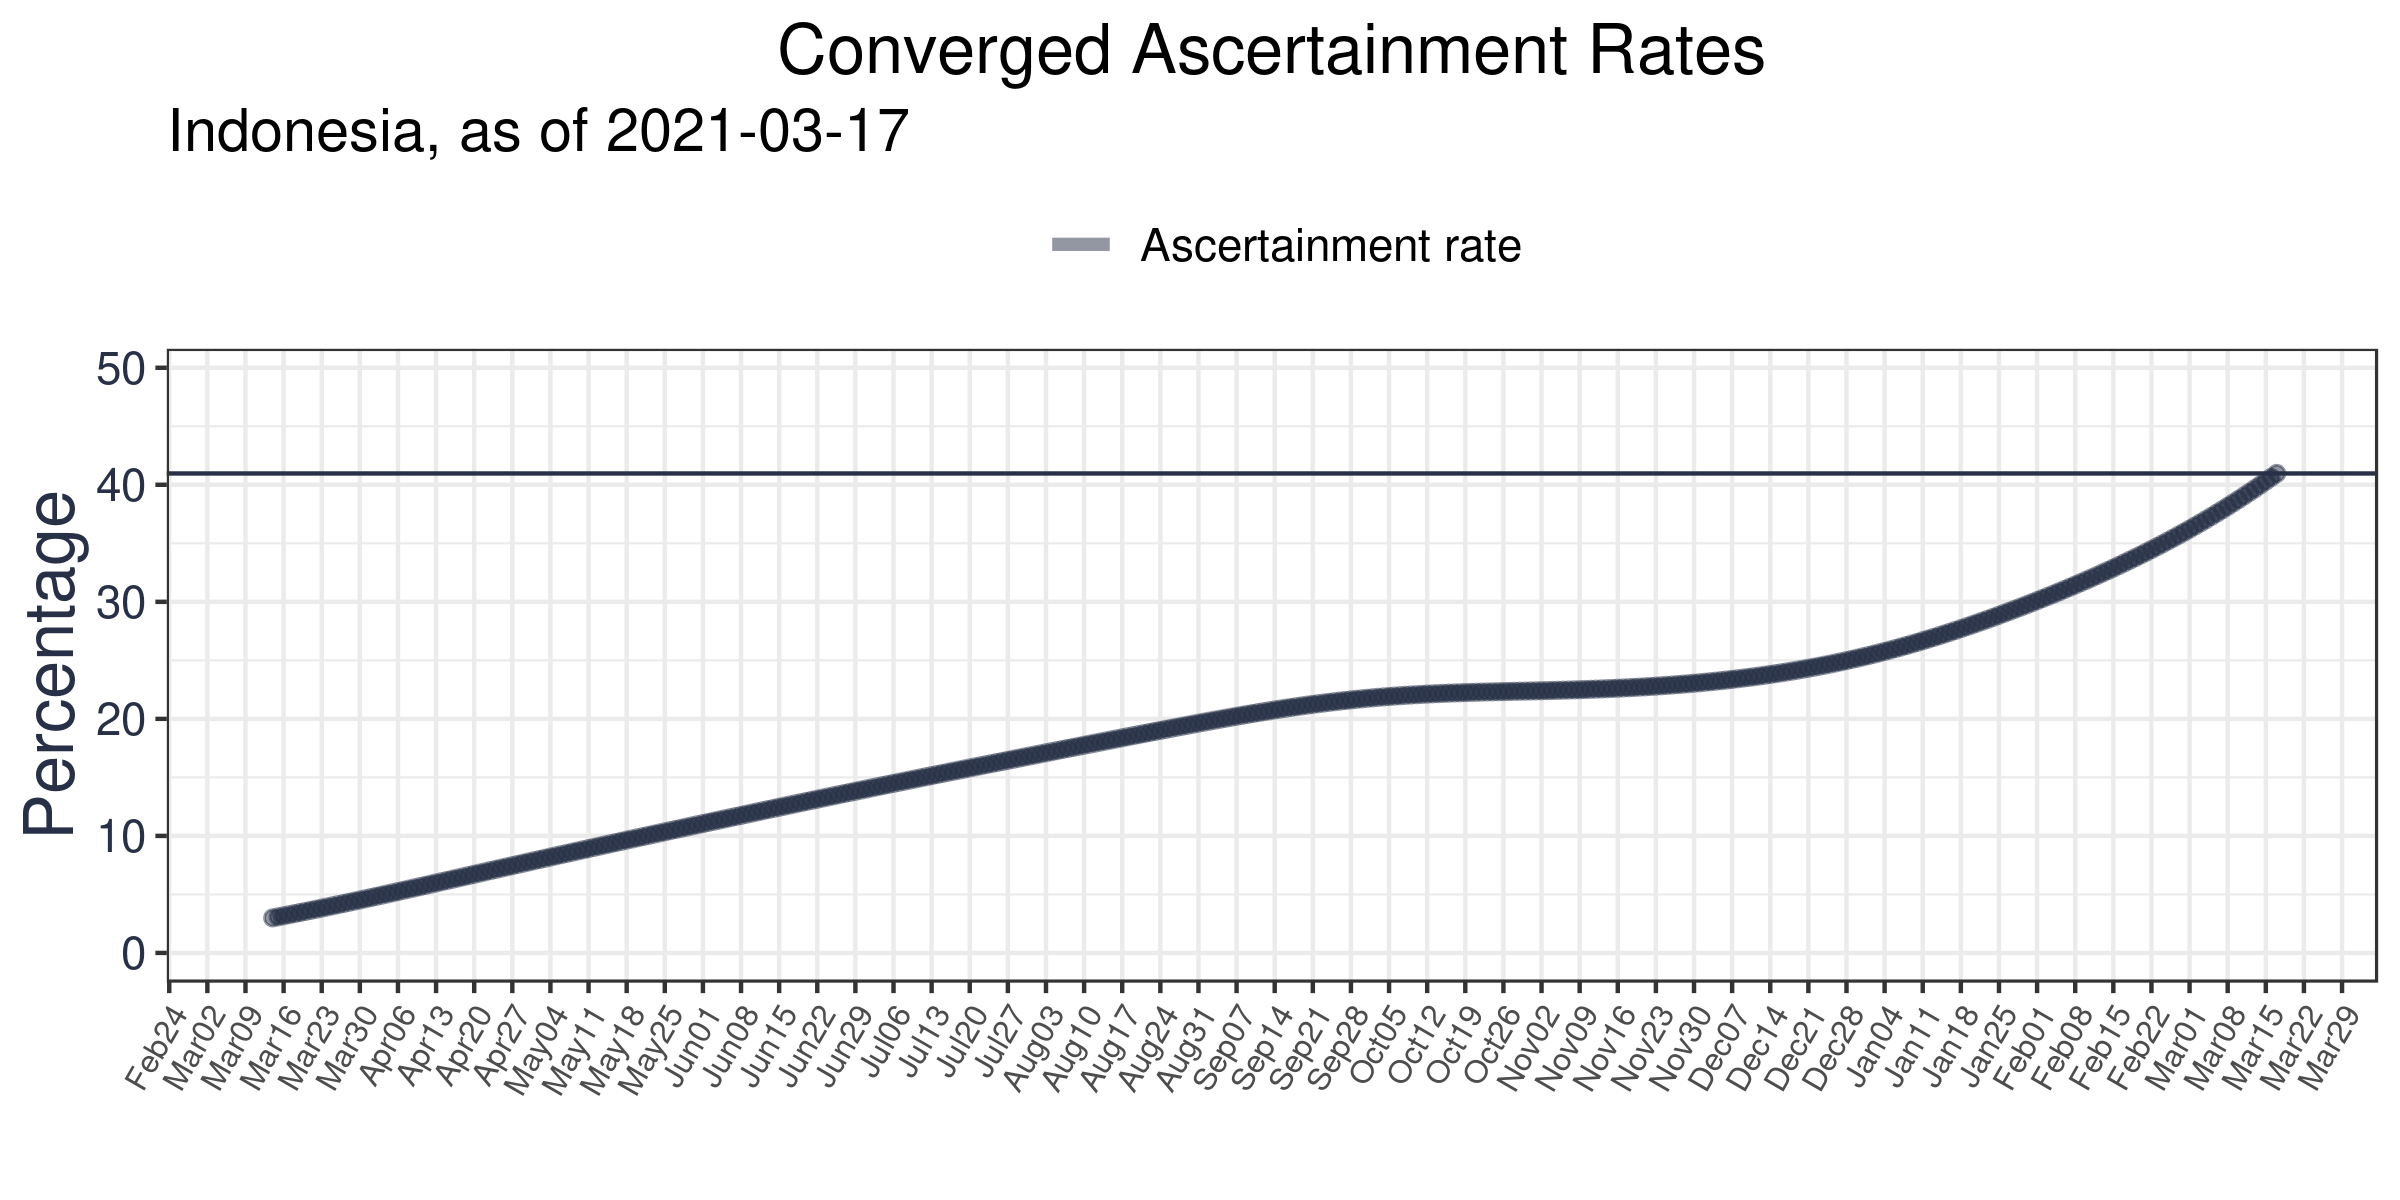 Converged Ascertainment Rates
Indonesia, as of 2021-03-17
Ascertainment rate
Percentage
50
40
30
20
10
0
Feb24 Mar02 Mar09 Mar16 Mar23 Mar30 Apr06 Apr13 Apr20 Apr27 May04 May11 May18 May25 Jun01 Jun08 Jun15 Jun22 Jun29 Jul06 Jul13 Jul20 Jul27 Aug03 Aug10 Aug17 Aug24 Aug31 Sep07 Sep14 Sep21 Sep28 Oct05 Oct12 Oct19 Oct26 Nov02 Nov09 Nov16 Nov23 Nov30 Dec07 Dec14 Dec21 Dec28 Jan04 Jan11 Jan18 Jan25 Feb01 Feb08 Feb15 Feb22 Mar01 Mar08 Mar15 Mar22 Mar29